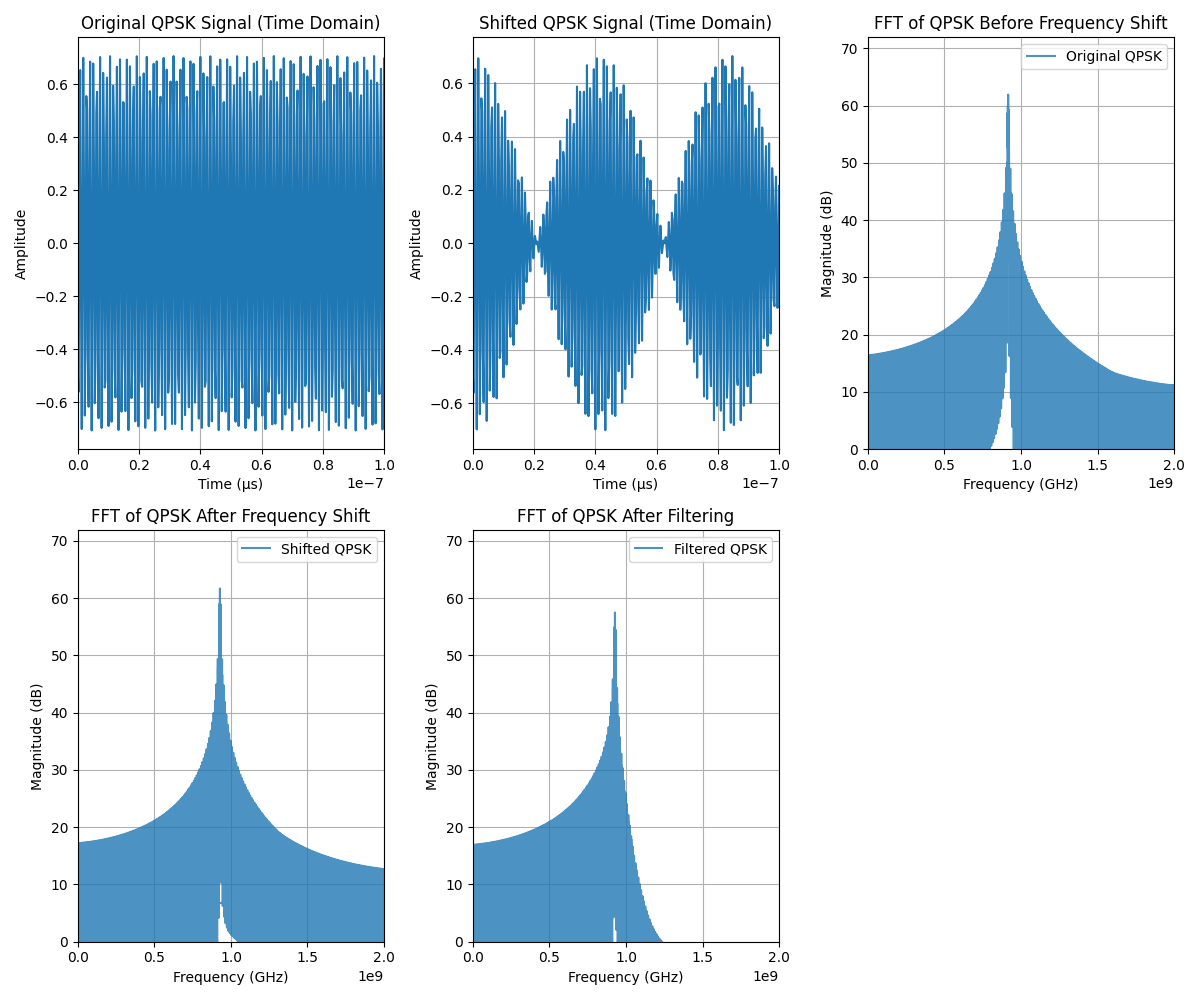 Original QPSK Signal (Time Domain)
Amplitude
0.6
0.4
0.2
0.0
−0.2
−0.4
−0.6
0.0 0.2 0.4 0.6 0.8 1.0
Time (μs)
1e−7
Shifted QPSK Signal (Time Domain)
Amplitude
0.6
0.4
0.2
0.0
−0.2
−0.4
−0.6
0.0 0.2 0.4 0.6 0.8 1.0
Time (μs)
1e−7
FFT of QPSK Before Frequency Shift
Original QPSK
Magnitude (dB)
70
60
50
40
30
20
10
0
0.0 0.5 1.0 1.5 2.0
Frequency (GHz)
1e9
FFT of QPSK After Frequency Shift
Shifted QPSK
Magnitude (dB)
70
60
50
40
30
20
10
0
0.0 0.5 1.0 1.5 2.0
Frequency (GHz)
1e9
FFT of QPSK After Filtering
Filtered QPSK
Magnitude (dB)
70
60
50
40
30
20
10
0
0.0 0.5 1.0 1.5 2.0
Frequency (GHz)
1e9